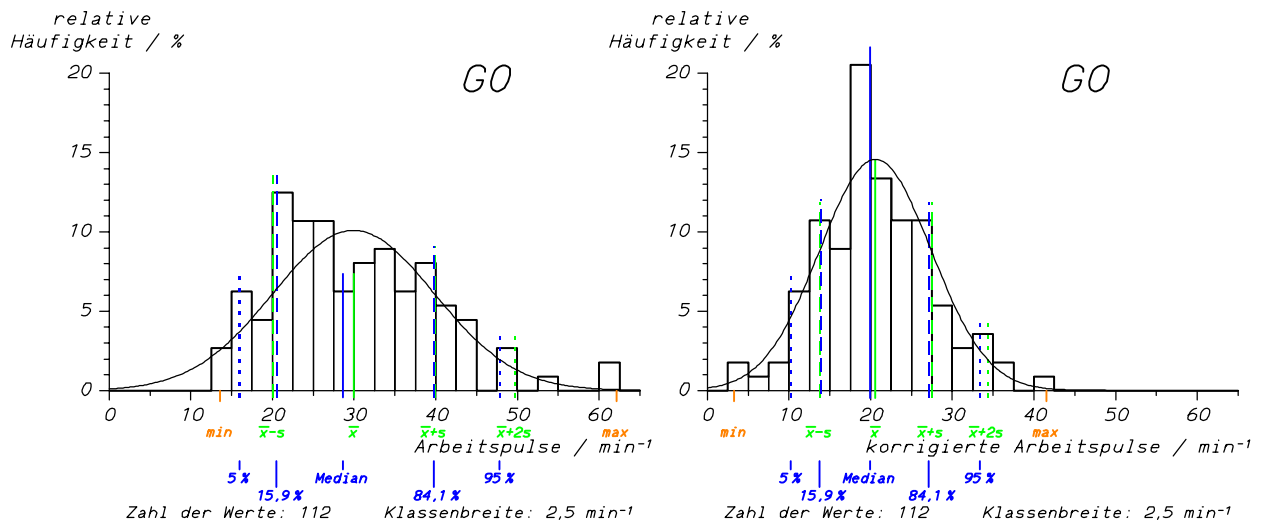 relative
Häufigkeit / %
GO
20
15
10
5
0
0 10 20 30 40 50 60
min x̅-s x̅ x̅+s x̅+2s max
Arbeitspulse / min⁻¹
5% Median 95%
15,9% 84,1%
Zahl der Werte: 112 Klassenbreite: 2,5 min⁻¹
relative
Häufigkeit / %
GO
20
15
10
5
0
0 10 20 30 40 50 60
min x̅-s x̅ x̅+s x̅+2s max
korrigierte Arbeitspulse / min⁻¹
5% Median 95%
15,9% 84,1%
Zahl der Werte: 112 Klassenbreite: 2,5 min⁻¹